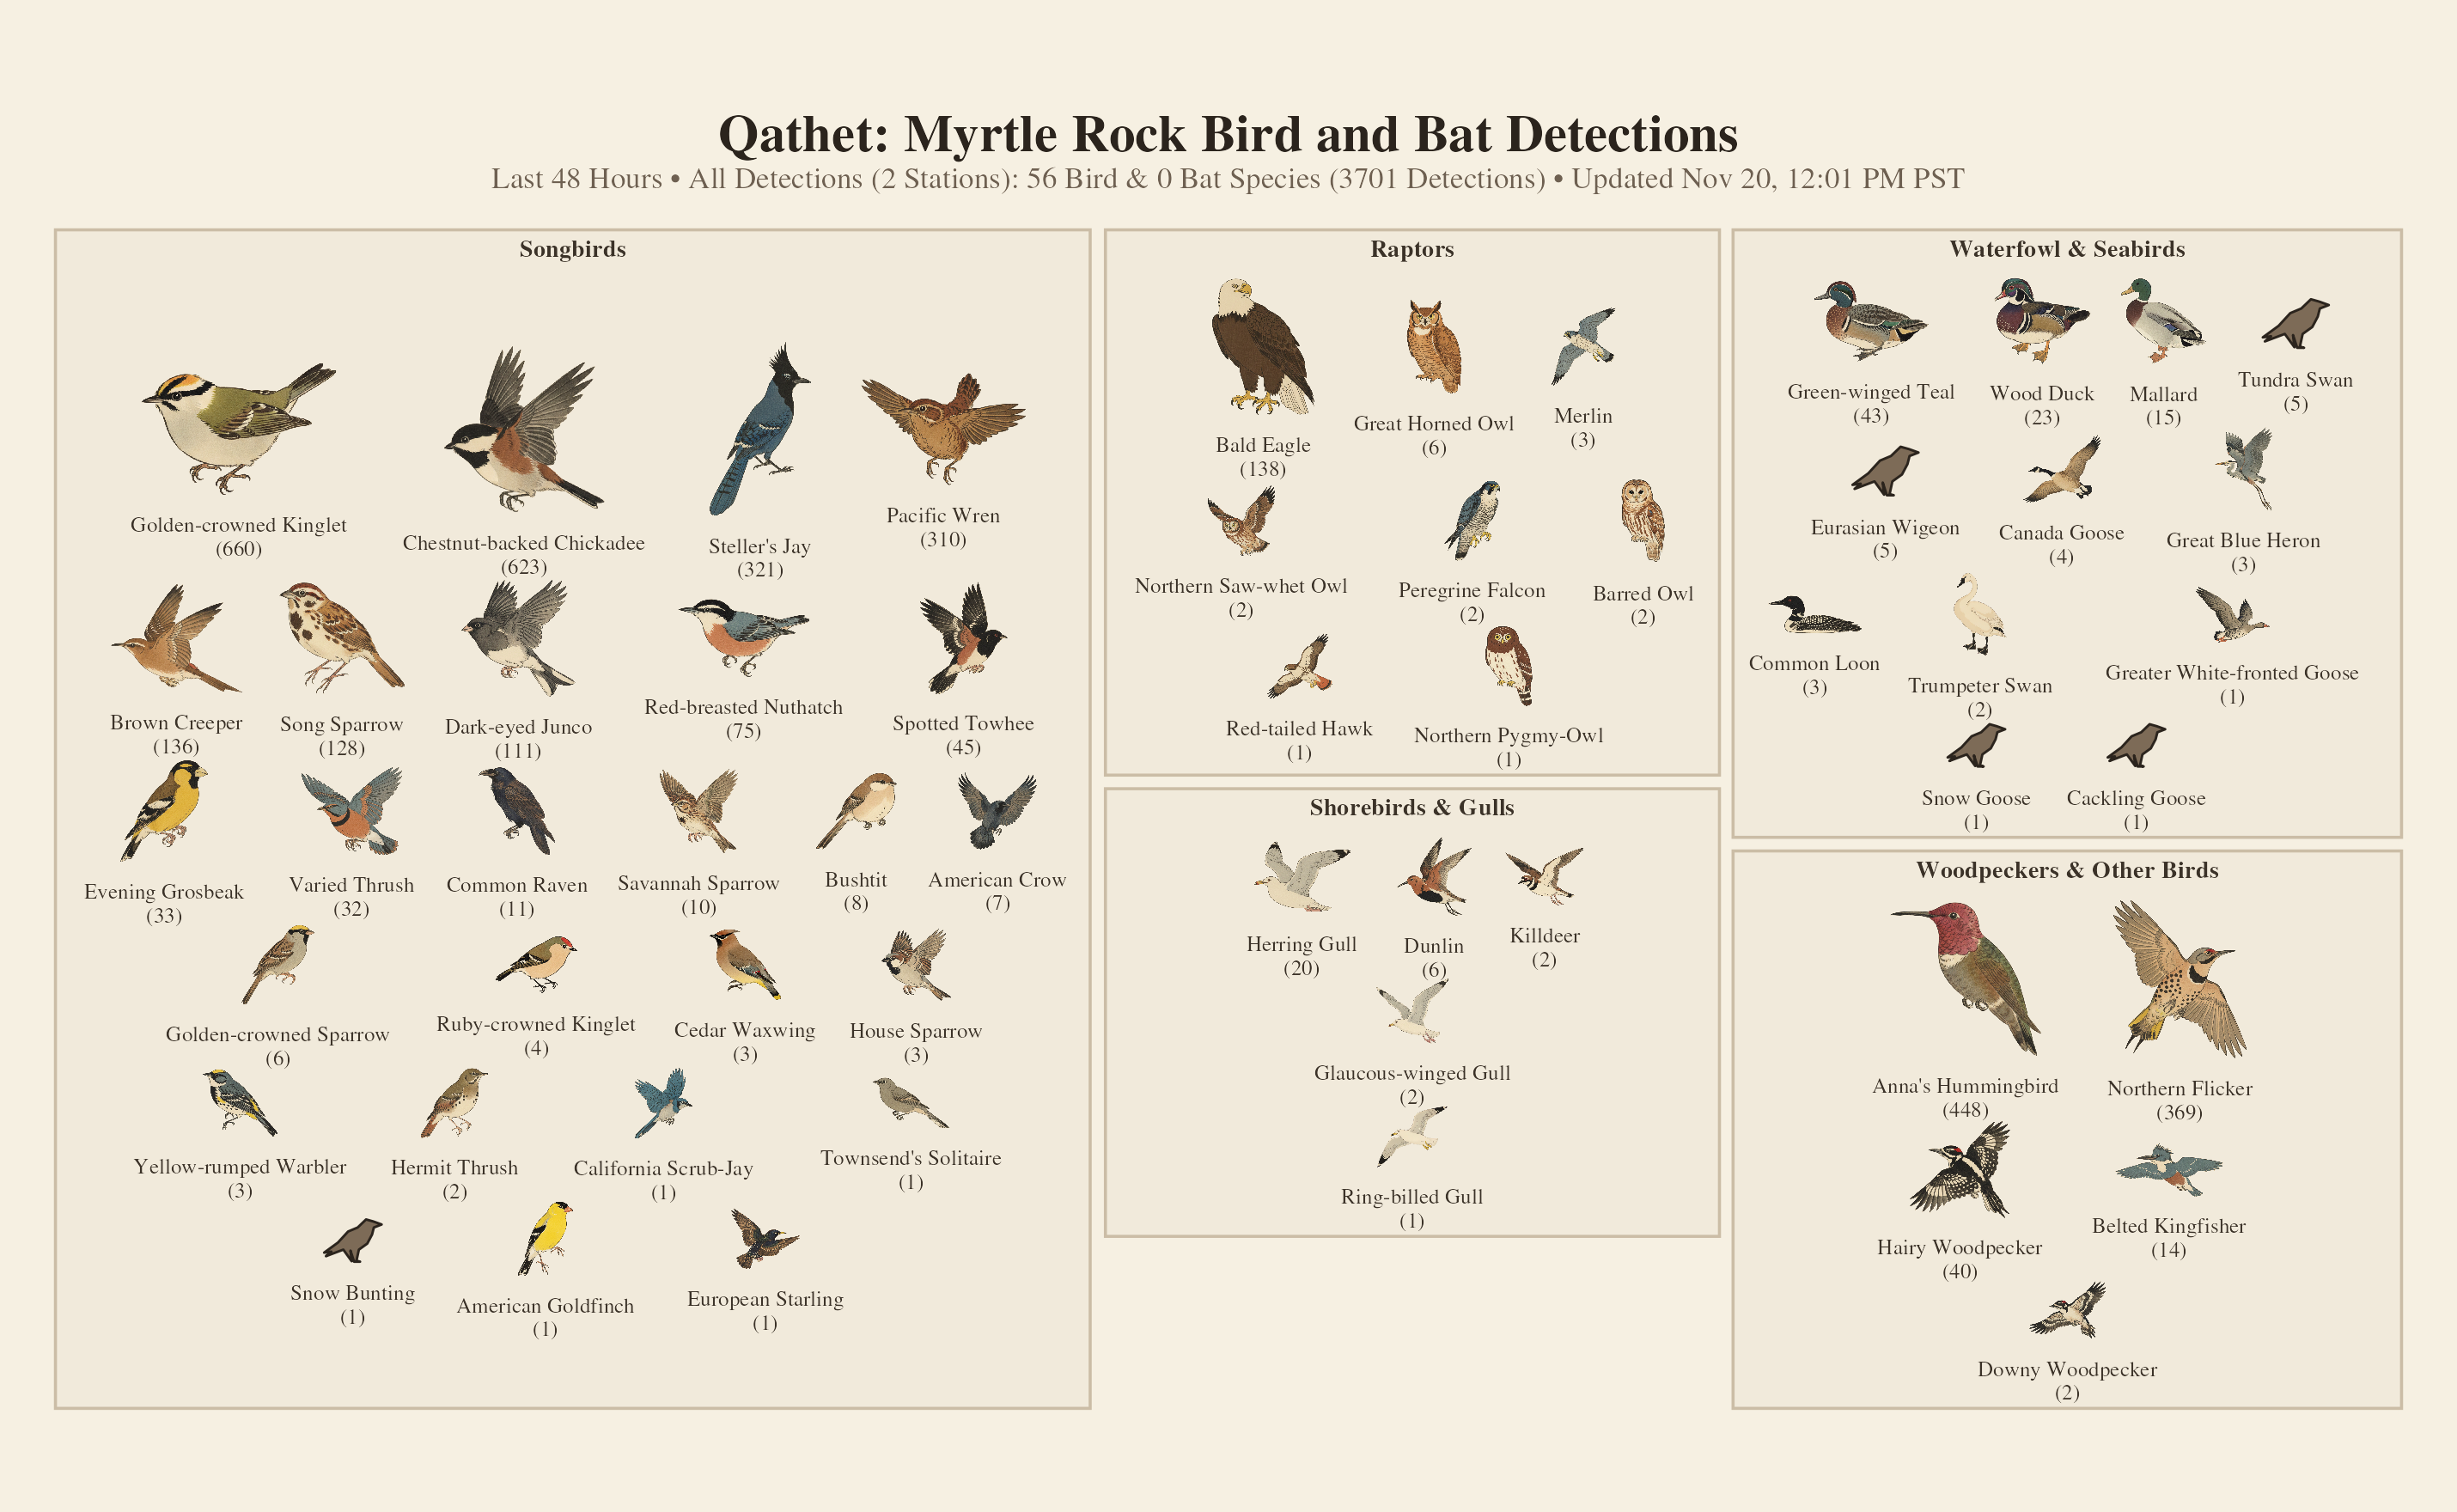 Qathet: Myrtle Rock Bird and Bat Detections
Last 48 Hours • All Detections (2 Stations): 56 Bird & 0 Bat Species (3701 Detections) • Updated Nov 20, 12:01 PM PST
Songbirds
Golden-crowned Kinglet
(660)
Chestnut-backed Chickadee
(623)
Steller's Jay
(321)
Pacific Wren
(310)
Brown Creeper
(136)
Song Sparrow
(128)
Dark-eyed Junco
(111)
Red-breasted Nuthatch
(75)
Spotted Towhee
(45)
Evening Grosbeak
(33)
Varied Thrush
(32)
Common Raven
(11)
Savannah Sparrow
(10)
Bushtit
(8)
American Crow
(7)
Golden-crowned Sparrow
(6)
Ruby-crowned Kinglet
(4)
Cedar Waxwing
(3)
House Sparrow
(3)
Yellow-rumped Warbler
(3)
Hermit Thrush
(2)
California Scrub-Jay
(1)
Townsend's Solitaire
(1)
Snow Bunting
(1)
American Goldfinch
(1)
European Starling
(1)
Raptors
Bald Eagle
(138)
Great Horned Owl
(6)
Merlin
(3)
Northern Saw-whet Owl
(2)
Peregrine Falcon
(2)
Barred Owl
(2)
Red-tailed Hawk
(1)
Northern Pygmy-Owl
(1)
Shorebirds & Gulls
Herring Gull
(20)
Dunlin
(6)
Killdeer
(2)
Glaucous-winged Gull
(2)
Ring-billed Gull
(1)
Waterfowl & Seabirds
Green-winged Teal
(43)
Wood Duck
(23)
Mallard
(15)
Tundra Swan
(5)
Eurasian Wigeon
(5)
Canada Goose
(4)
Great Blue Heron
(3)
Common Loon
(3)
Trumpeter Swan
(2)
Greater White-fronted Goose
(1)
Snow Goose
(1)
Cackling Goose
(1)
Woodpeckers & Other Birds
Anna's Hummingbird
(448)
Northern Flicker
(369)
Hairy Woodpecker
(40)
Belted Kingfisher
(14)
Downy Woodpecker
(2)